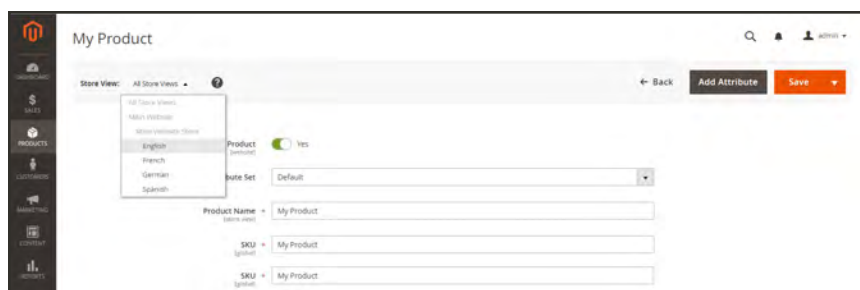 My Product
admin
DASHBOARD
Store View: All Store Views
← Back
Add Attribute
Save
$
SALES
All Store Views
Main Website
Main Website Store
English
French
German
Spanish
PRODUCTS
Product
[website]
Yes
CUSTOMERS
bute Set
Default
MARKETING
Product Name *
[store view]
My Product
CONTENT
SKU *
[global]
My Product
REPORTS
SKU *
[global]
My Product